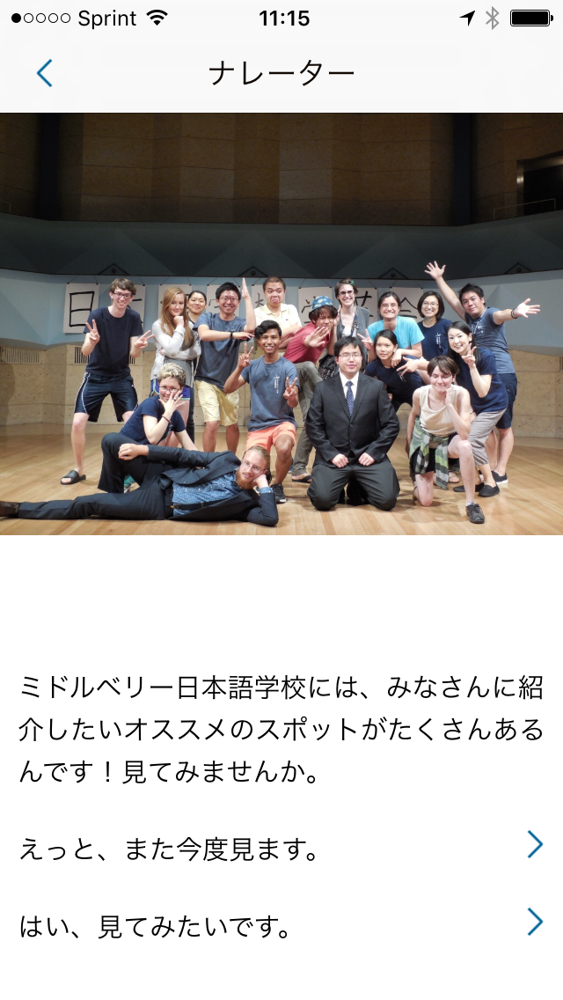 Sprint 11:15
ナレーター
日
ミドルベリー日本語学校には、みなさんに紹
介したいオススメのスポットがたくさんある
んです！見てみませんか。
えっと、また今度見ます。
はい、見てみたいです。